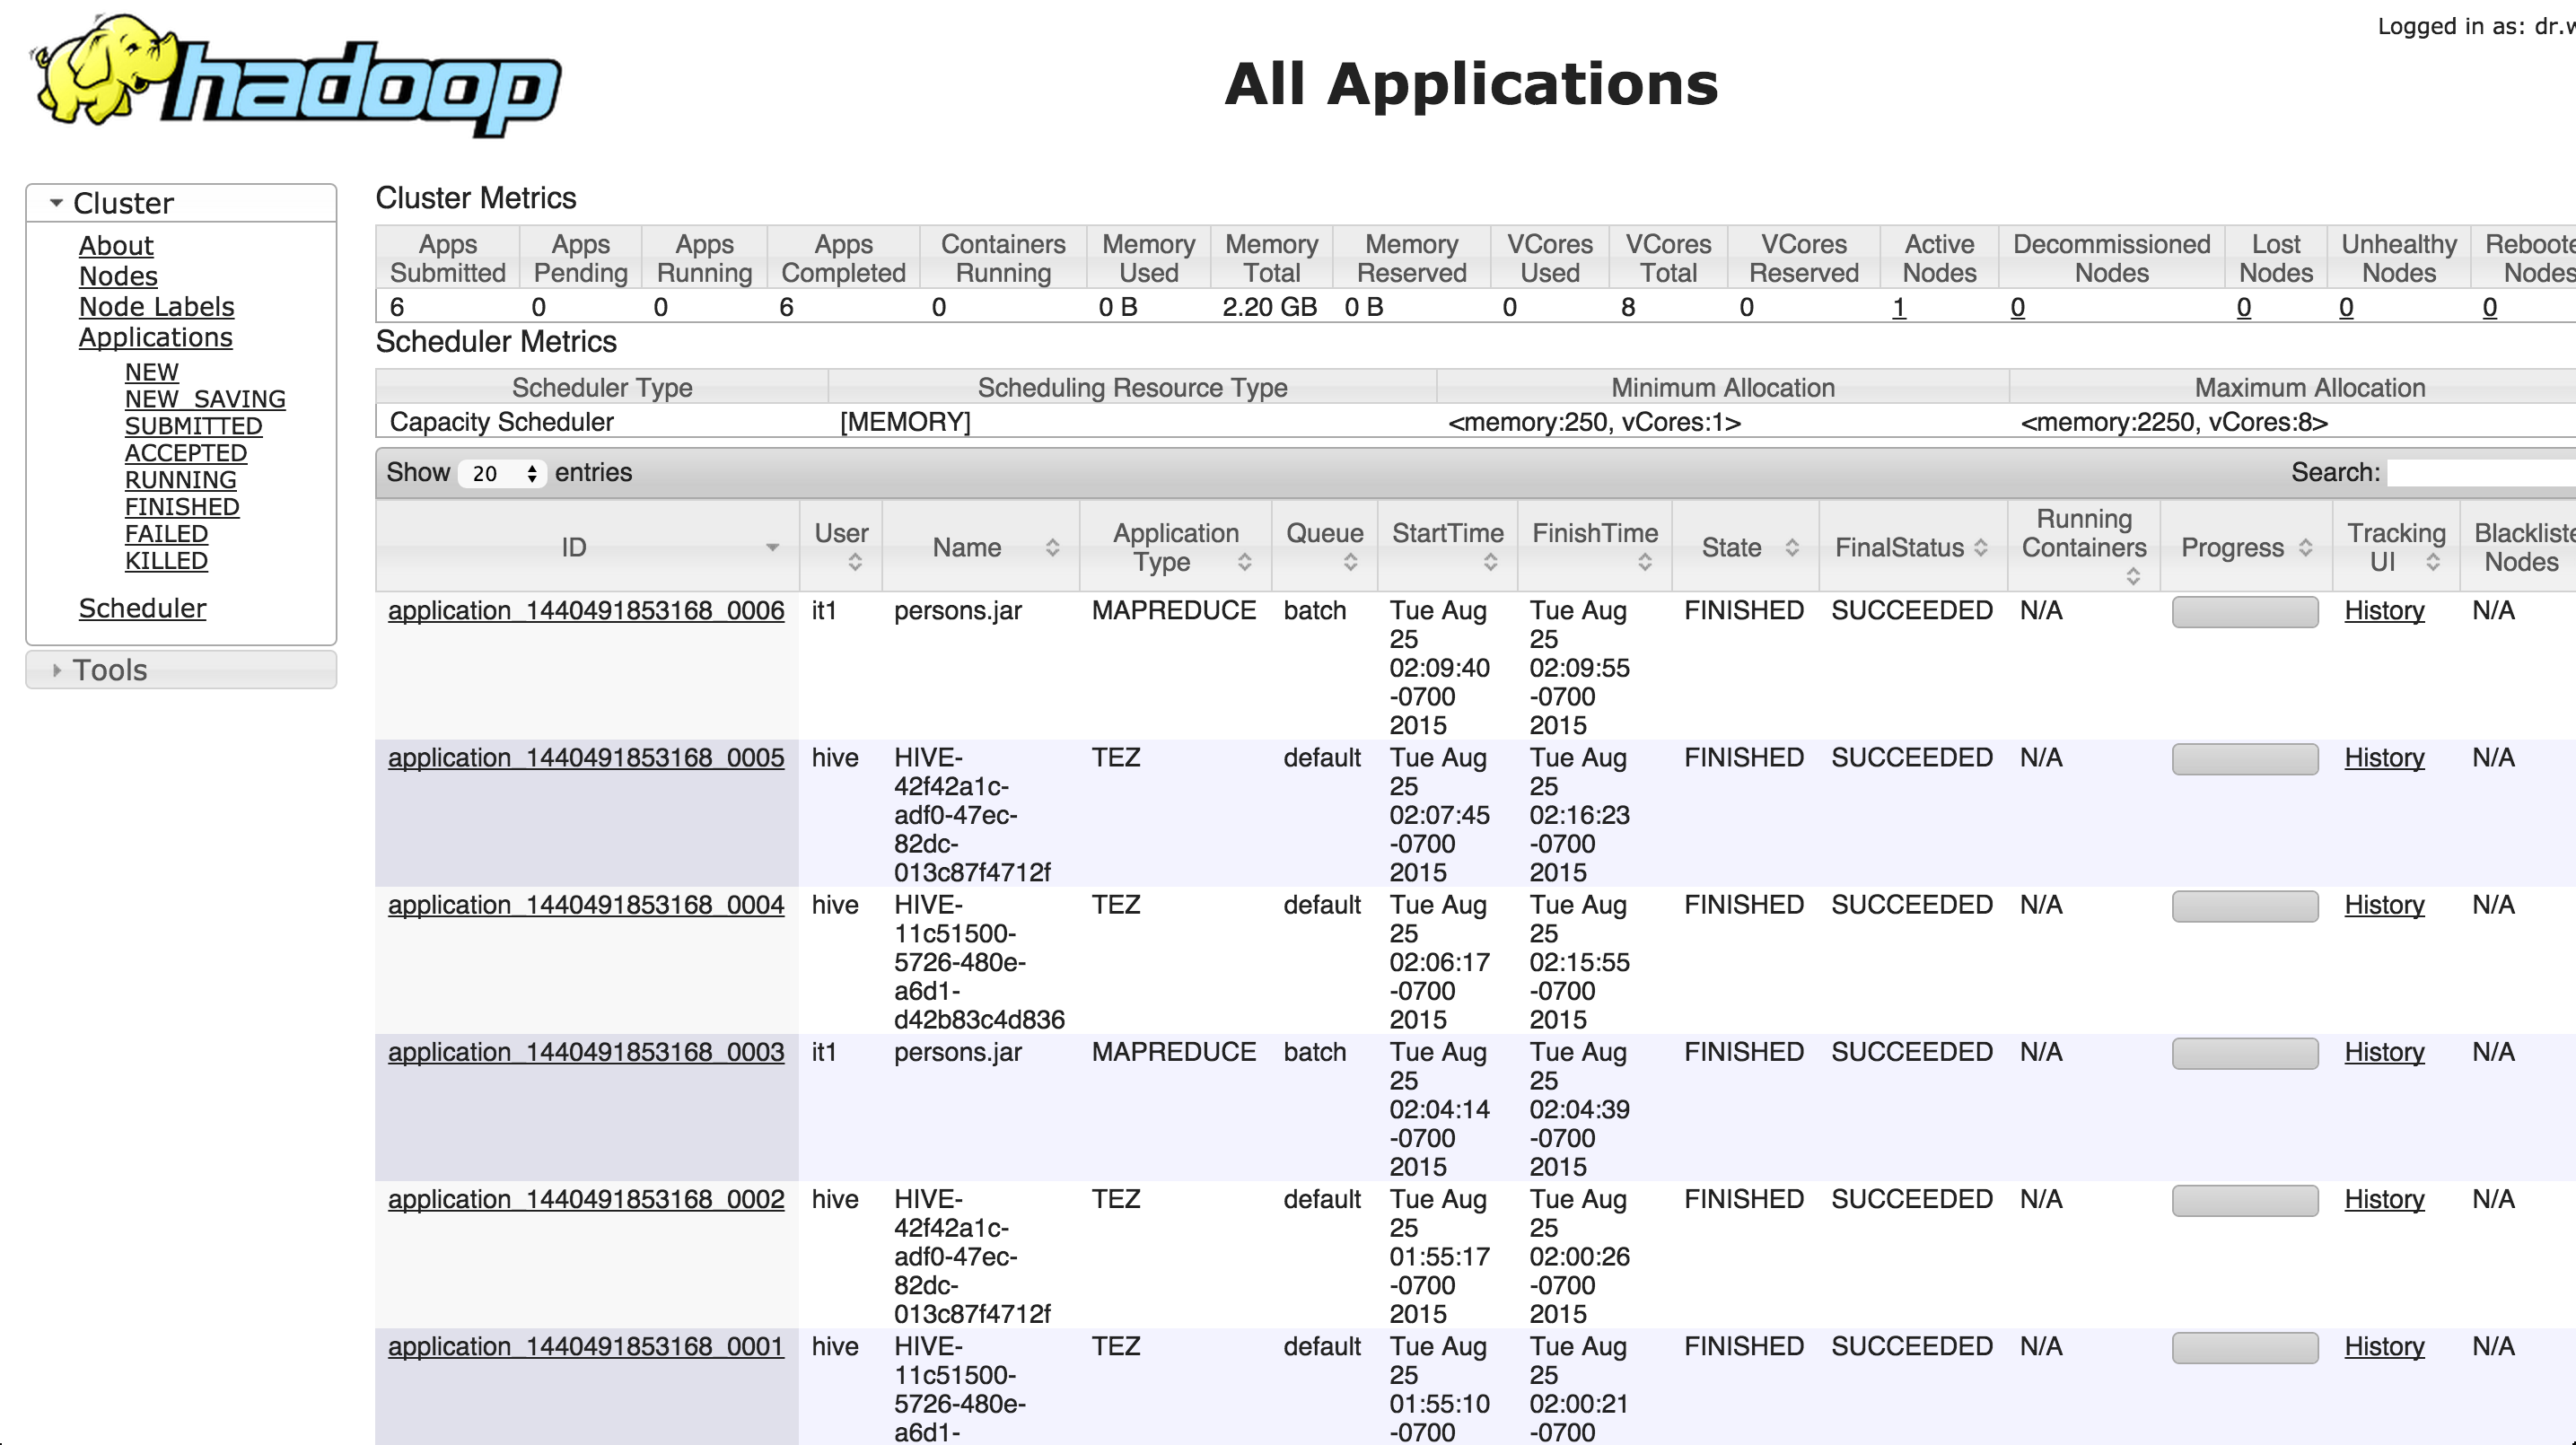 hadoop
Logged in as: dr.w
All Applications
Cluster
About
Nodes
Node Labels
Applications
NEW
NEW_SAVING
SUBMITTED
ACCEPTED
RUNNING
FINISHED
FAILED
KILLED
Scheduler
Tools
Cluster Metrics
Apps Submitted Apps Pending Apps Running Apps Completed Containers Running Memory Used Memory Total Memory Reserved VCores Used VCores Total VCores Reserved Active Nodes Decommissioned Nodes Lost Nodes Unhealthy Nodes Reboote Nodes
6 0 0 6 0 0 B 2.20 GB 0 B 0 8 0 1 0 0 0 0
Scheduler Metrics
Scheduler Type Scheduling Resource Type Minimum Allocation Maximum Allocation
Capacity Scheduler [MEMORY] <memory:250, vCores:1> <memory:2250, vCores:8>
Show 20 entries Search:
ID User Name Application Type Queue StartTime FinishTime State FinalStatus Running Containers Progress Tracking UI Blackliste Nodes
application_1440491853168_0006 it1 persons.jar MAPREDUCE batch Tue Aug 25 02:09:40 -0700 2015 Tue Aug 25 02:09:55 -0700 2015 FINISHED SUCCEEDED N/A History N/A
application_1440491853168_0005 hive HIVE-42f42a1c-adf0-47ec-82dc-013c87f4712f TEZ default Tue Aug 25 02:07:45 -0700 2015 Tue Aug 25 02:16:23 -0700 2015 FINISHED SUCCEEDED N/A History N/A
application_1440491853168_0004 hive HIVE-11c51500-5726-480e-a6d1-d42b83c4d836 TEZ default Tue Aug 25 02:06:17 -0700 2015 Tue Aug 25 02:15:55 -0700 2015 FINISHED SUCCEEDED N/A History N/A
application_1440491853168_0003 it1 persons.jar MAPREDUCE batch Tue Aug 25 02:04:14 -0700 2015 Tue Aug 25 02:04:39 -0700 2015 FINISHED SUCCEEDED N/A History N/A
application_1440491853168_0002 hive HIVE-42f42a1c-adf0-47ec-82dc-013c87f4712f TEZ default Tue Aug 25 01:55:17 -0700 2015 Tue Aug 25 02:00:26 -0700 2015 FINISHED SUCCEEDED N/A History N/A
application_1440491853168_0001 hive HIVE-11c51500-5726-480e-a6d1- TEZ default Tue Aug 25 01:55:10 -0700 Tue Aug 25 02:00:21 -0700 FINISHED SUCCEEDED N/A History N/A